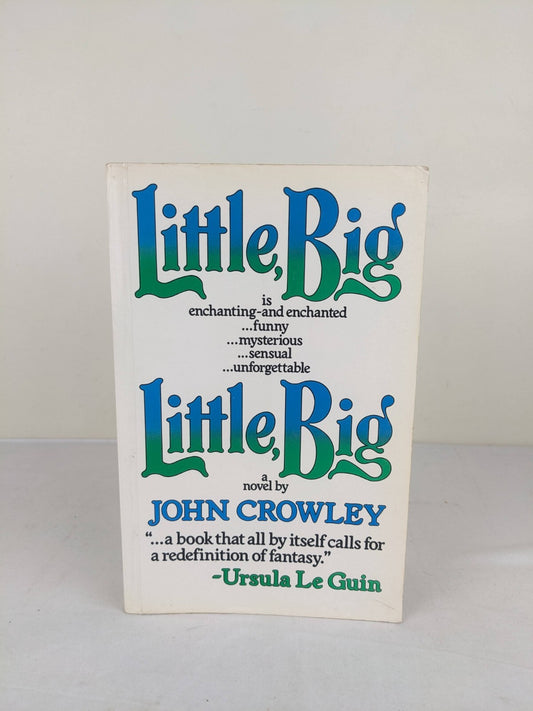 Little, Big
is
enchanting-and enchanted
...funny
...mysterious
...sensual
...unforgettable
Little, Big
a
novel by
JOHN CROWLEY
“...a book that all by itself calls for
a redefinition of fantasy.”
-Ursula Le Guin